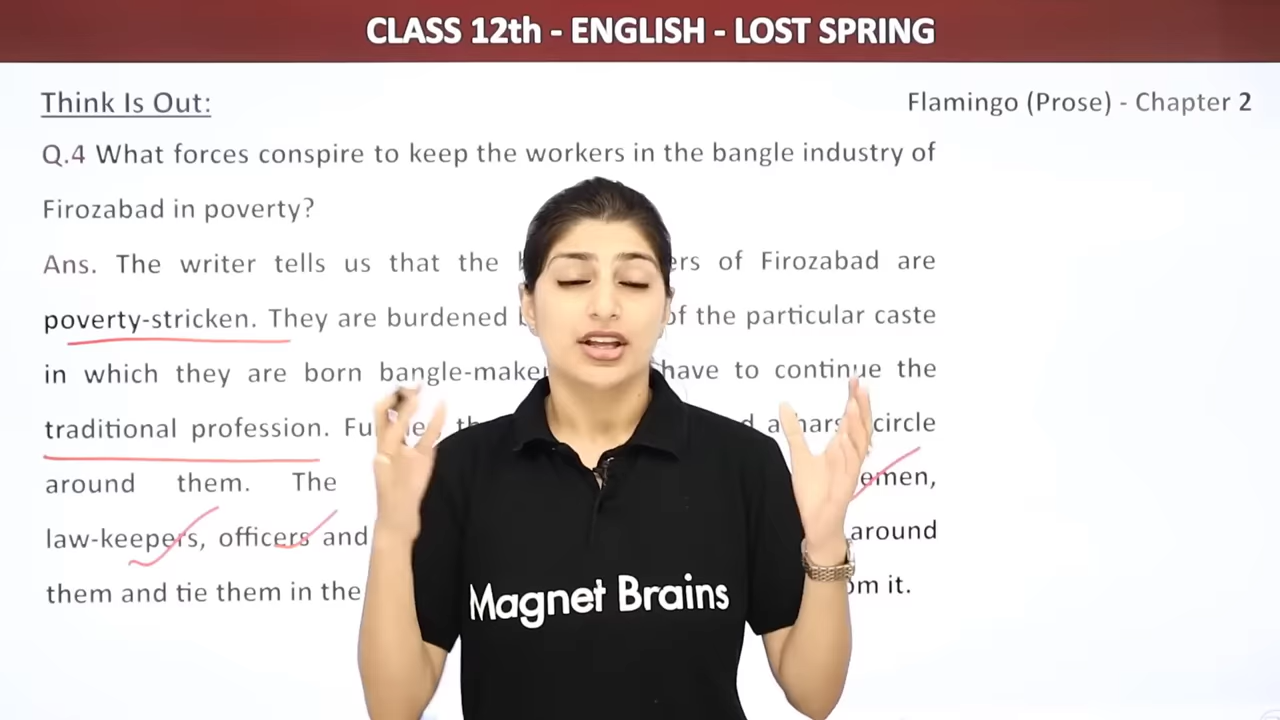 CLASS 12th - ENGLISH - LOST SPRING
Think Is Out:
Flamingo (Prose) - Chapter 2
Q.4 What forces conspire to keep the workers in the bangle industry of
Firozabad in poverty?
Ans. The writer tells us that the of Firozabad are
poverty-stricken. They are burdened of the particular caste
in which they are born have to continue the
traditional profession. circle
around them. The
law-keepers, officers and around
them and tie them in the it.
Magnet Brains